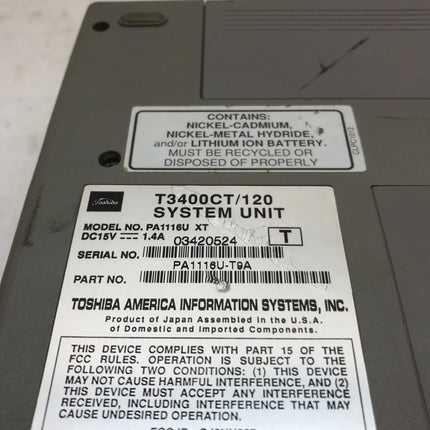 CONTAINS:
NICKEL-CADMIUM,
NICKEL-METAL HYDRIDE,
and/or LITHIUM ION BATTERY.
MUST BE RECYCLED OR
DISPOSED OF PROPERLY
CLPC1012
Toshiba
T3400CT/120
SYSTEM UNIT
MODEL NO. PA1116U XT
DC15V 1.4A
03420524
T
SERIAL NO.
PA1116U-T9A
PART NO.
TOSHIBA AMERICA INFORMATION SYSTEMS, INC.
Product of Japan Assembled in the U.S.A.
of Domestic and Imported Components.
THIS DEVICE COMPLIES WITH PART 15 OF THE
FCC RULES. OPERATION IS SUBJECT TO THE
FOLLOWING TWO CONDITIONS: (1) THIS DEVICE
MAY NOT CAUSE HARMFUL INTERFERENCE, AND (2)
THIS DEVICE MUST ACCEPT ANY INTERFERENCE
RECEIVED, INCLUDING INTERFERENCE THAT MAY
CAUSE UNDESIRED OPERATION.